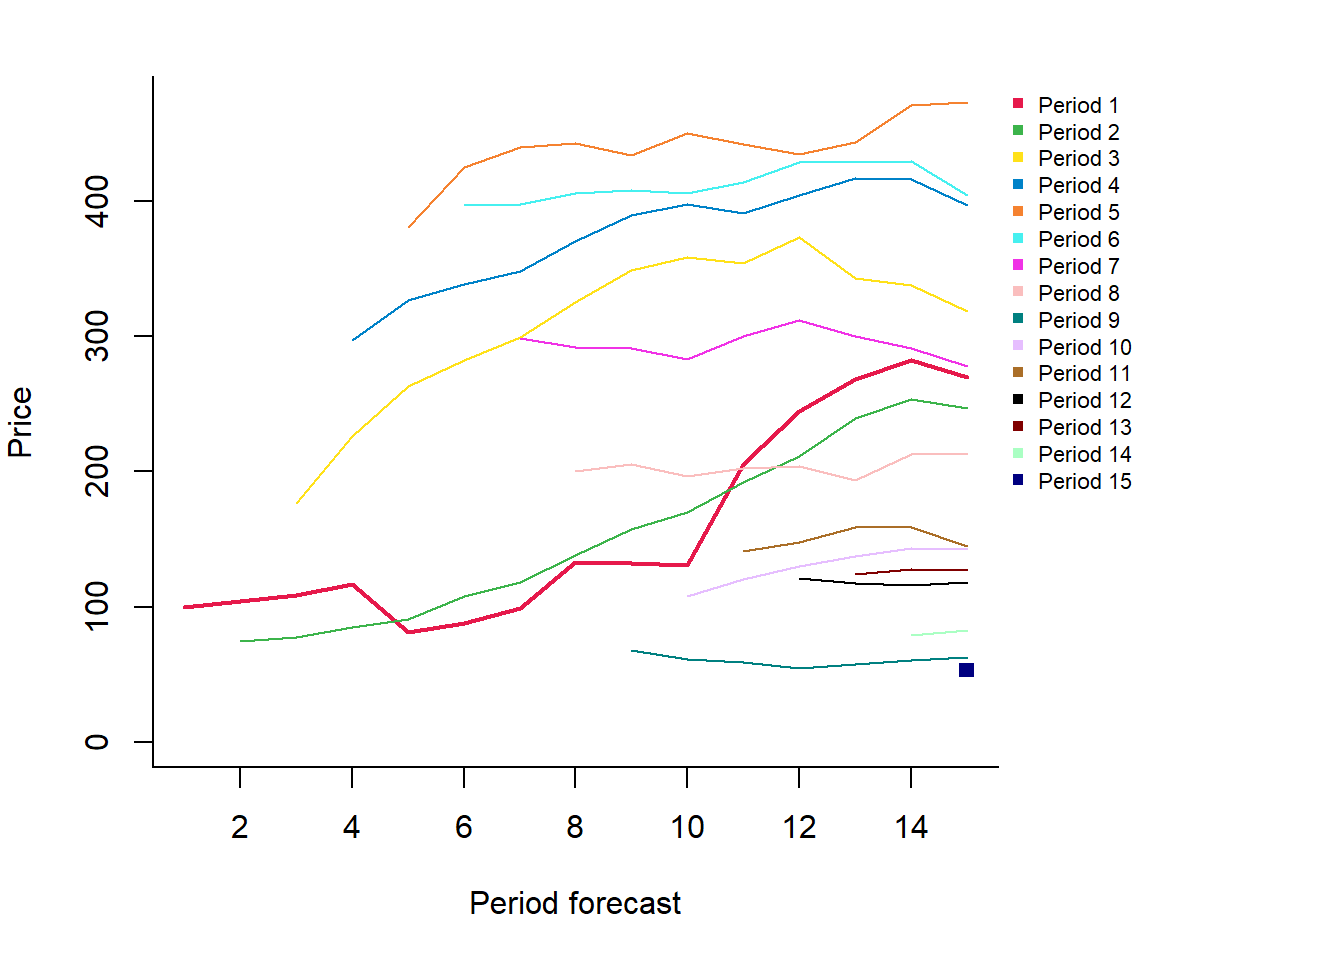 Price
400
300
200
100
0
2 4 6 8 10 12 14
Period forecast
Period 1
Period 2
Period 3
Period 4
Period 5
Period 6
Period 7
Period 8
Period 9
Period 10
Period 11
Period 12
Period 13
Period 14
Period 15